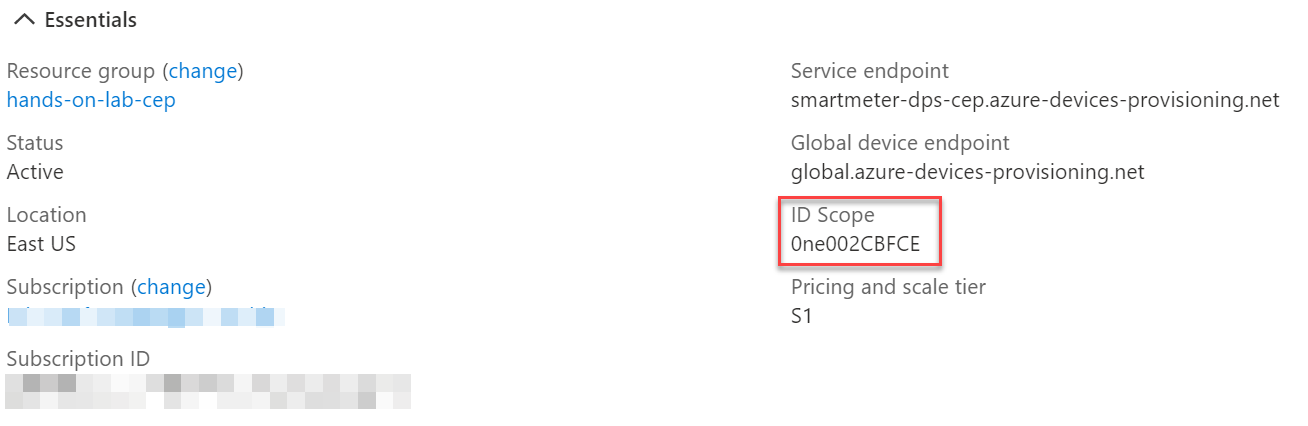 Essentials
Resource group (change)
hands-on-lab-cep
Status
Active
Location
East US
Subscription (change)
Subscription ID
Service endpoint
smartmeter-dps-cep.azure-devices-provisioning.net
Global device endpoint
global.azure-devices-provisioning.net
ID Scope
0ne002CBFCE
Pricing and scale tier
S1